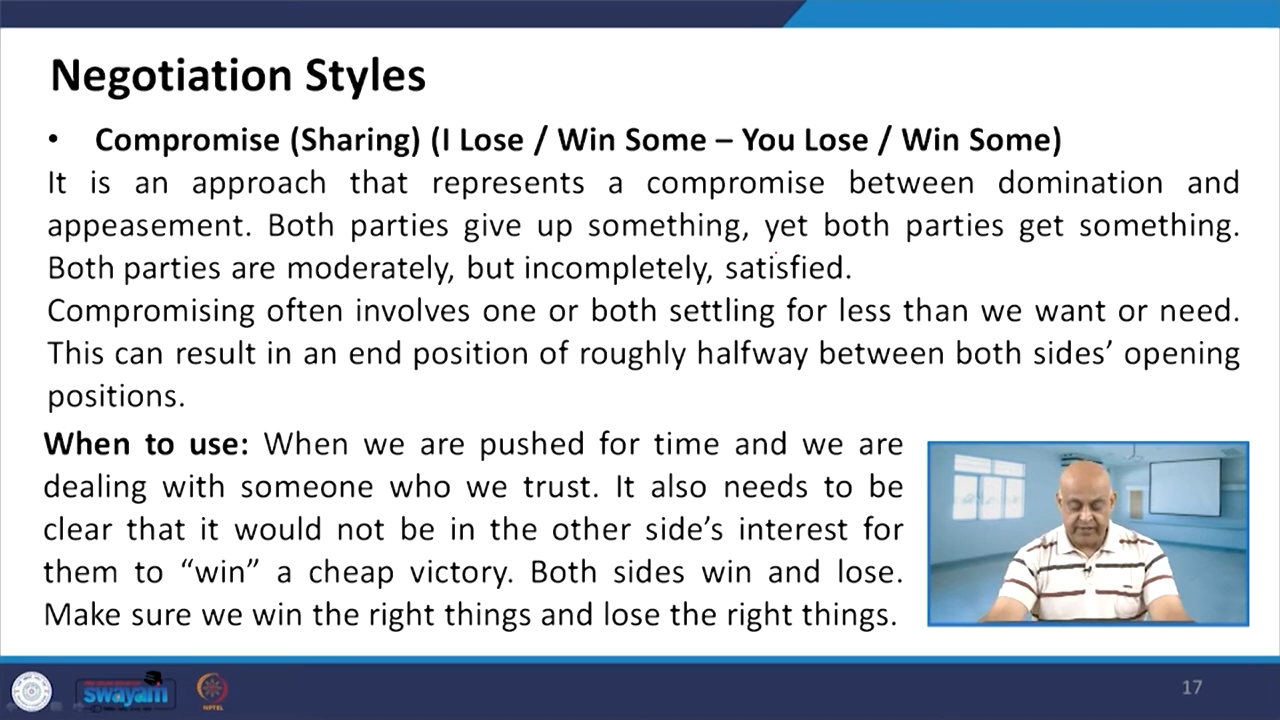 Negotiation Styles
• Compromise (Sharing) (I Lose / Win Some – You Lose / Win Some)
It is an approach that represents a compromise between domination and
appeasement. Both parties give up something, yet both parties get something.
Both parties are moderately, but incompletely, satisfied.
Compromising often involves one or both settling for less than we want or need.
This can result in an end position of roughly halfway between both sides’ opening
positions.
When to use: When we are pushed for time and we are
dealing with someone who we trust. It also needs to be
clear that it would not be in the other side’s interest for
them to “win” a cheap victory. Both sides win and lose.
Make sure we win the right things and lose the right things.
swayam
NPTEL
17